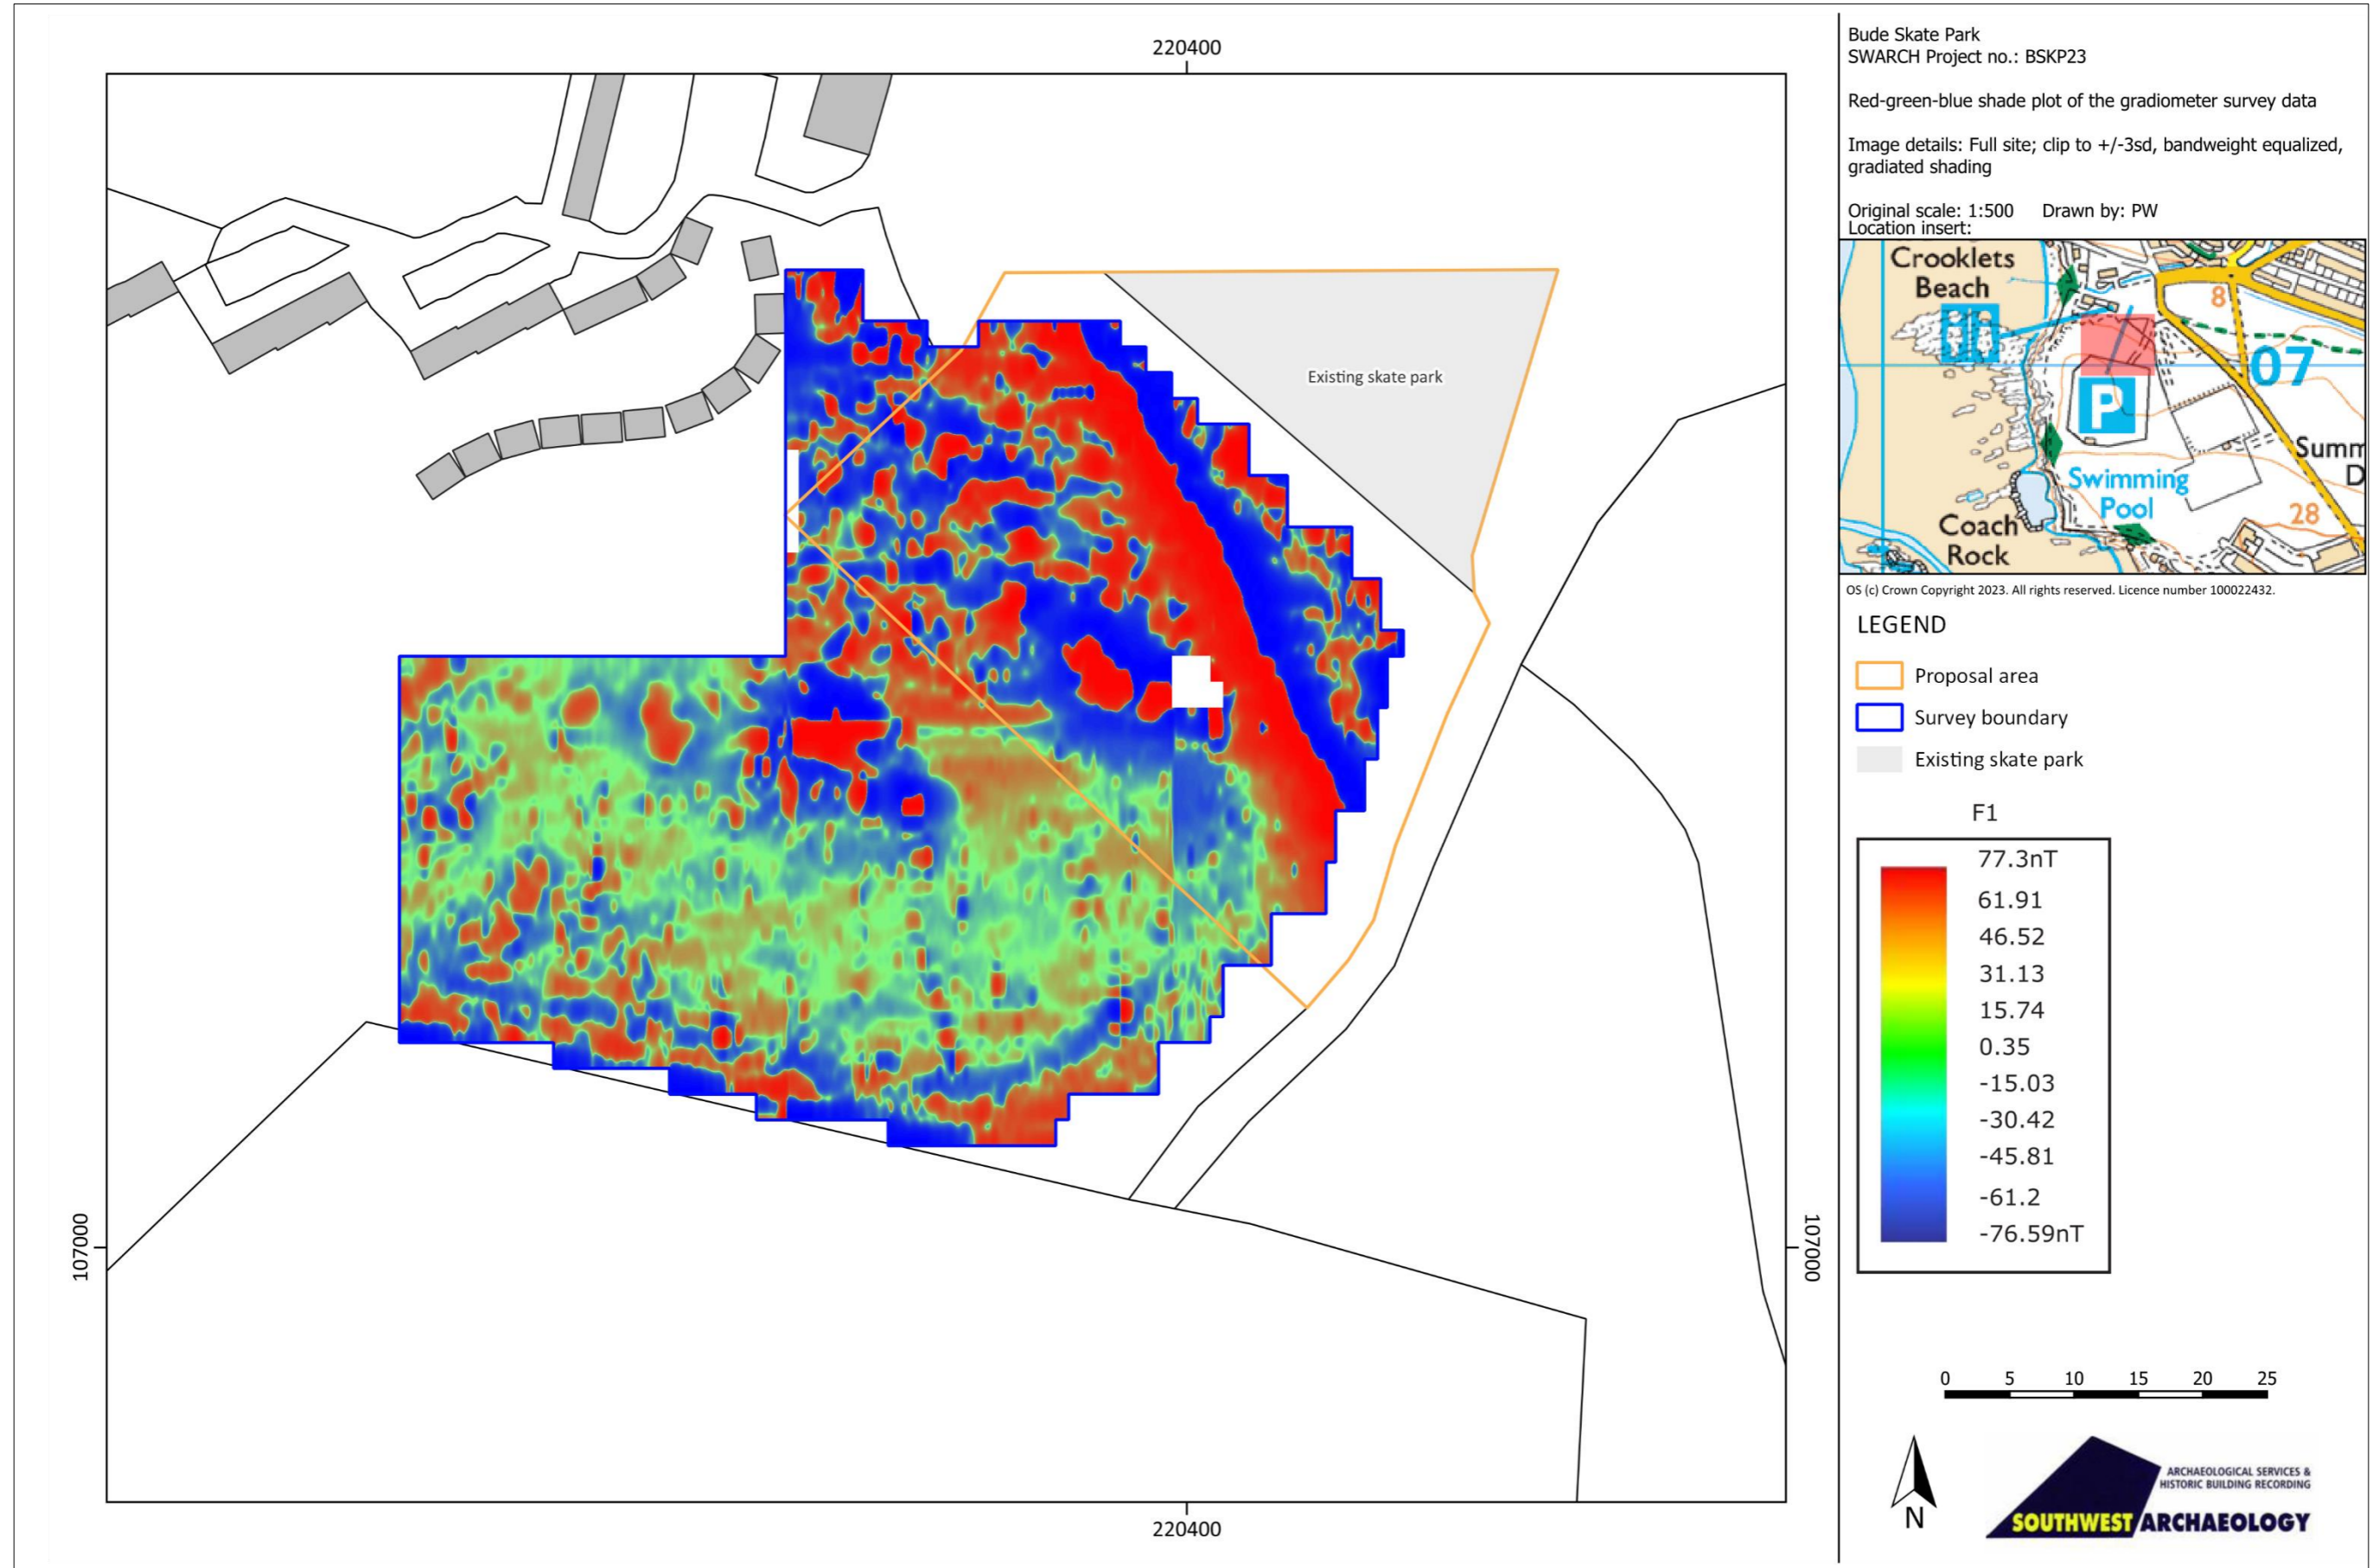 220400
220400
107000
107000
Existing skate park
Bude Skate Park
SWARCH Project no.: BSKP23
Red-green-blue shade plot of the gradiometer survey data
Image details: Full site; clip to +/-3sd, bandweight equalized,
gradiated shading
Original scale: 1:500 Drawn by: PW
Location insert:
Crooklets
Beach
8
07
P
Summ
D
Swimming
Pool
28
Coach
Rock
OS (c) Crown Copyright 2023. All rights reserved. Licence number 100022432.
LEGEND
Proposal area
Survey boundary
Existing skate park
F1
77.3nT
61.91
46.52
31.13
15.74
0.35
-15.03
-30.42
-45.81
-61.2
-76.59nT
0 5 10 15 20 25
N
ARCHAEOLOGICAL SERVICES &
HISTORIC BUILDING RECORDING
SOUTHWEST ARCHAEOLOGY